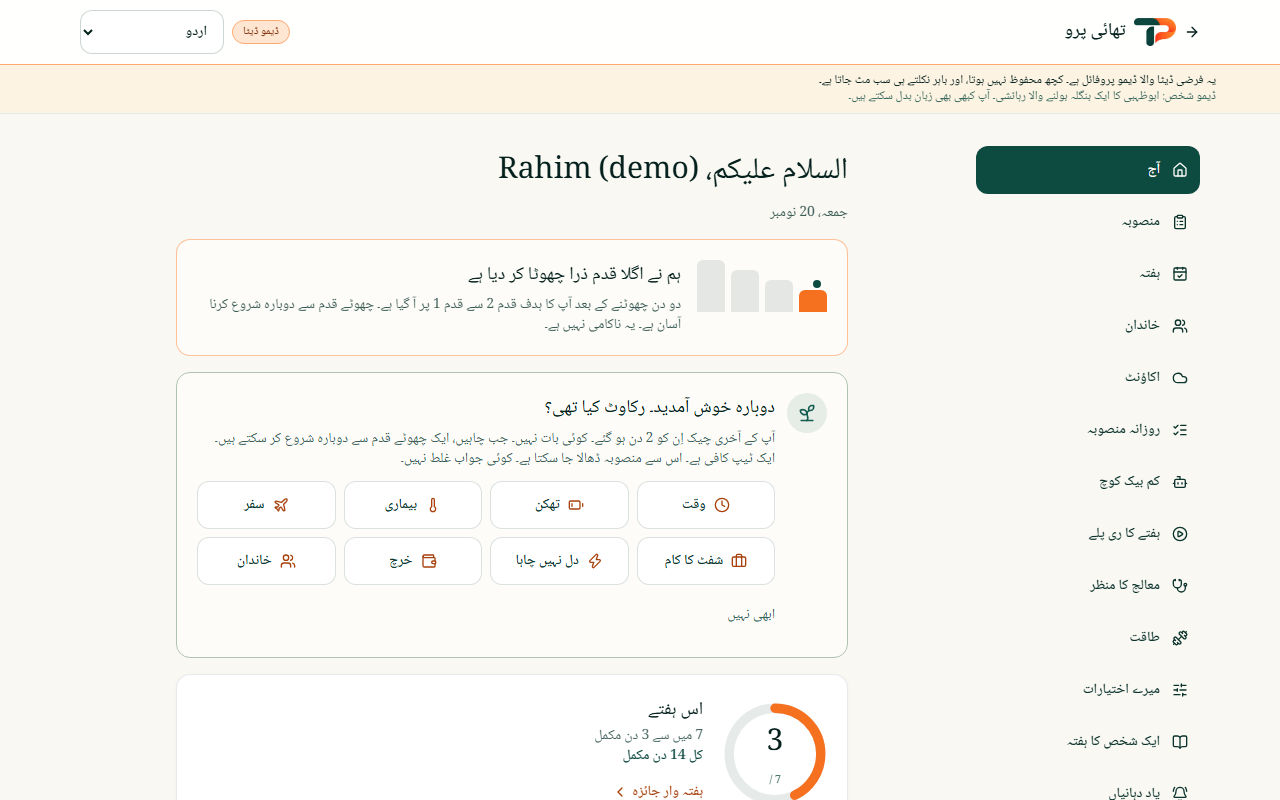 تھائی پرو
ڈیمو ڈیٹا
اردو
یہ فرضی ڈیٹا والا ڈیمو پروفائل ہے۔ کچھ محفوظ نہیں ہوتا، اور باہر نکلتے ہی سب مٹ جاتا ہے۔
ڈیمو شخص: ابوظہبی کا ایک بنگلہ بولنے والا رہائشی۔ آپ کبھی بھی زبان بدل سکتے ہیں۔
آج
منصوبہ
ہفتہ
خاندان
اکاؤنٹ
روزانہ منصوبہ
کم بیک کوچ
ہفتے کا ری پلے
معالج کا منظر
طاقت
میرے اختیارات
ایک شخص کا ہفتہ
یاد دہانیاں
السلام علیکم، Rahim (demo)
جمعہ، 20 نومبر
ہم نے اگلا قدم ذرا چھوٹا کر دیا ہے
دو دن چھوٹنے کے بعد آپ کا ہدف قدم 2 سے قدم 1 پر آ گیا ہے۔ چھوٹے قدم سے دوبارہ شروع کرنا
آسان ہے۔ یہ ناکامی نہیں ہے۔
دوبارہ خوش آمدید۔ رکاوٹ کیا تھی؟
آپ کے آخری چیک اِن کو 2 دن ہو گئے۔ کوئی بات نہیں۔ جب چاہیں، ایک چھوٹے قدم سے دوبارہ شروع کر سکتے ہیں۔
ایک ٹیپ کافی ہے۔ اس سے منصوبہ ڈھالا جا سکتا ہے۔ کوئی جواب غلط نہیں۔
وقت
تھکن
بیماری
سفر
شفٹ کا کام
دل نہیں چاہا
خرچ
خاندان
ابھی نہیں
3
/ 7
اس ہفتے
7 میں سے 3 دن مکمل
کل 14 دن مکمل
ہفتہ وار جائزہ